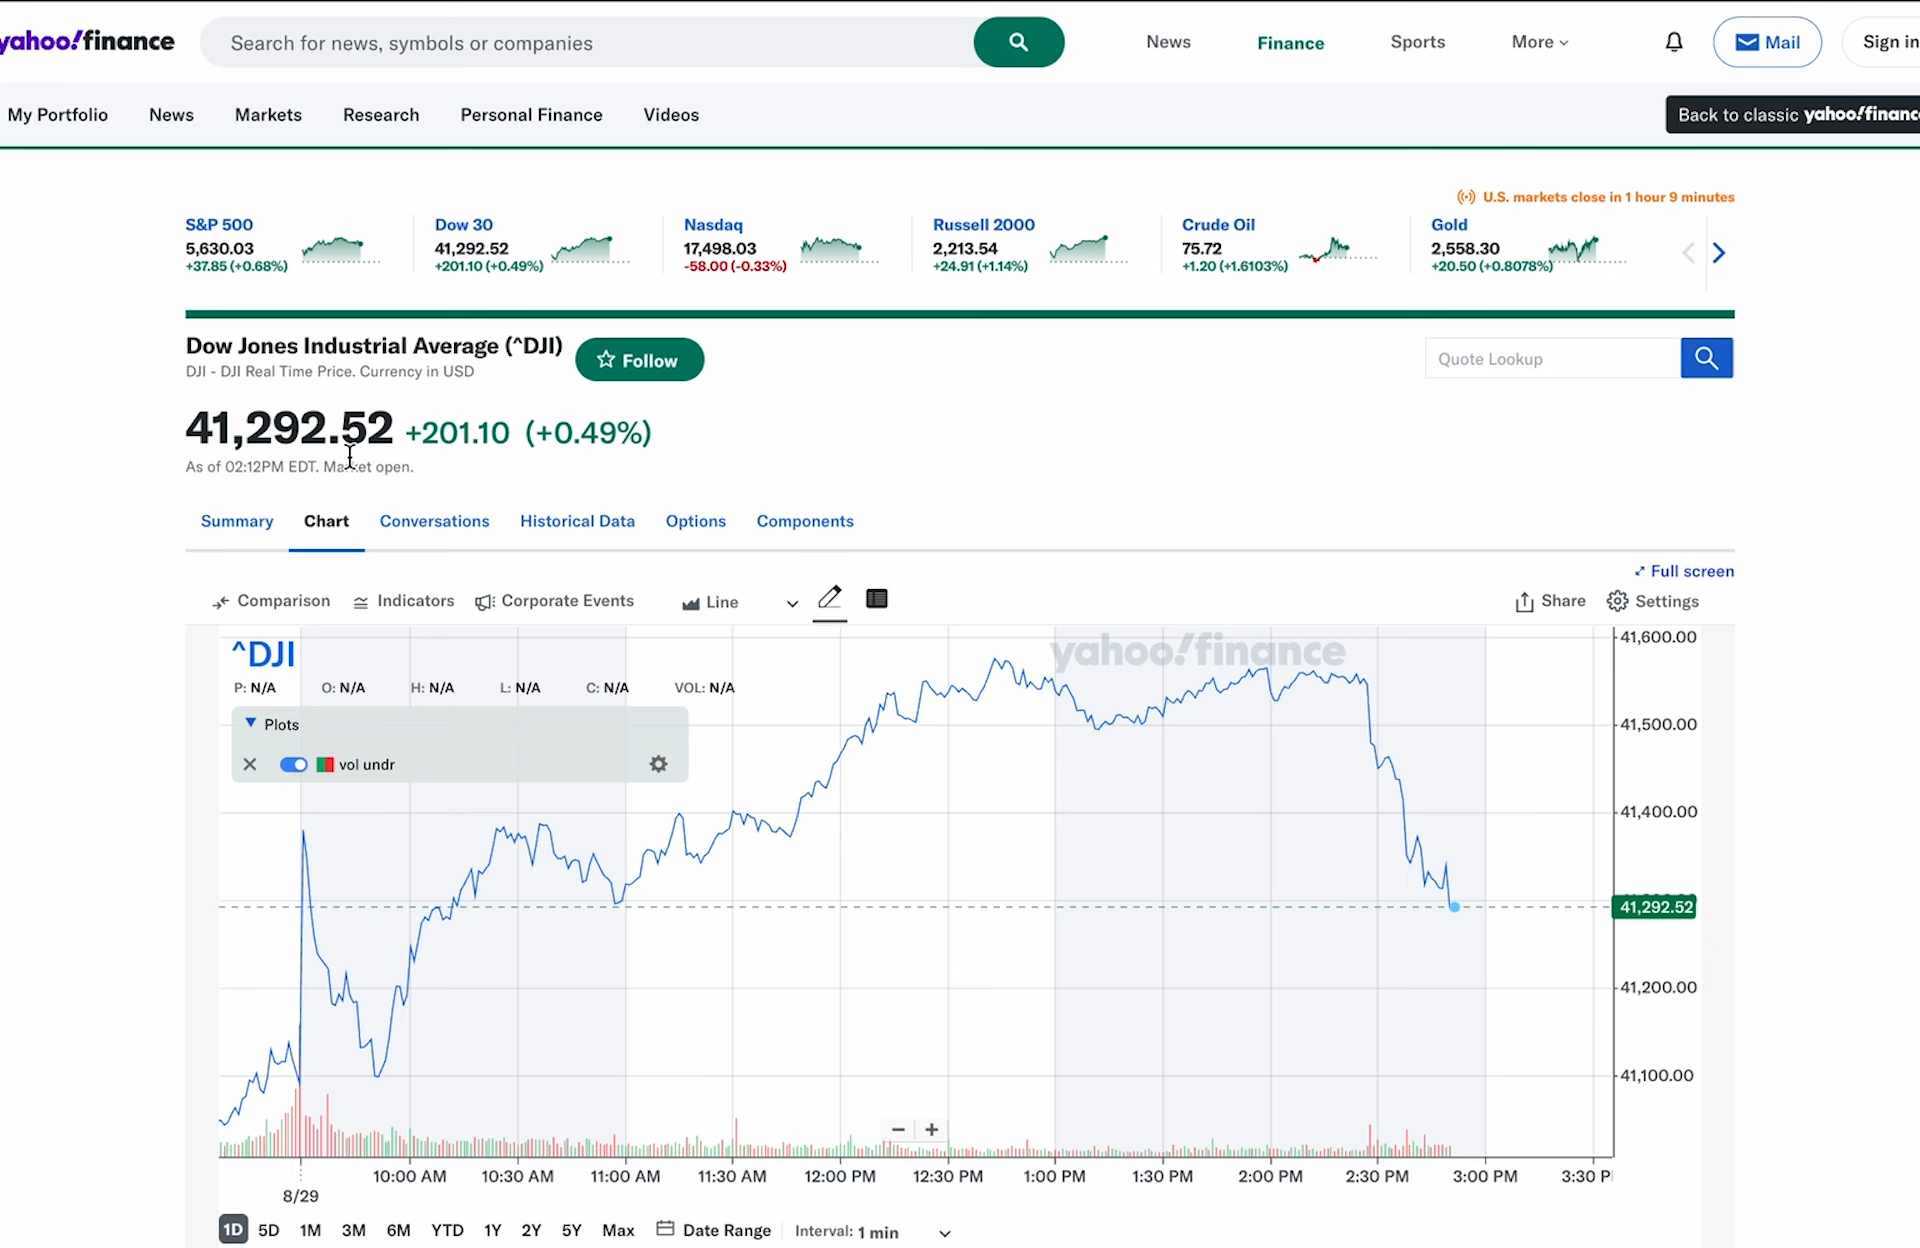 yahoo!finance
Search for news, symbols or companies
News
Finance
Sports
More
Mail
Sign in
My Portfolio
News
Markets
Research
Personal Finance
Videos
Back to classic yahoo!financ
U.S. markets close in 1 hour 9 minutes
S&P 500
5,630.03
+37.85 (+0.68%)
Dow 30
41,292.52
+201.10 (+0.49%)
Nasdaq
17,498.03
-58.00 (-0.33%)
Russell 2000
2,213.54
+24.91 (+1.14%)
Crude Oil
75.72
+1.20 (+1.6103%)
Gold
2,558.30
+20.50 (+0.8078%)
Dow Jones Industrial Average (^DJI)
Follow
DJI - DJI Real Time Price. Currency in USD
Quote Lookup
41,292.52 +201.10 (+0.49%)
As of 02:12PM EDT. Market open.
Summary
Chart
Conversations
Historical Data
Options
Components
Full screen
Comparison
Indicators
Corporate Events
Line
Share
Settings
^DJI
yahoo!finance
P: N/A
O: N/A
H: N/A
L: N/A
C: N/A
VOL: N/A
Plots
vol undr
41,600.00
41,500.00
41,400.00
41,292.52
41,200.00
41,100.00
8/29
10:00 AM
10:30 AM
11:00 AM
11:30 AM
12:00 PM
12:30 PM
1:00 PM
1:30 PM
2:00 PM
2:30 PM
3:00 PM
3:30 P
1D
5D
1M
3M
6M
YTD
1Y
2Y
5Y
Max
Date Range
Interval: 1 min